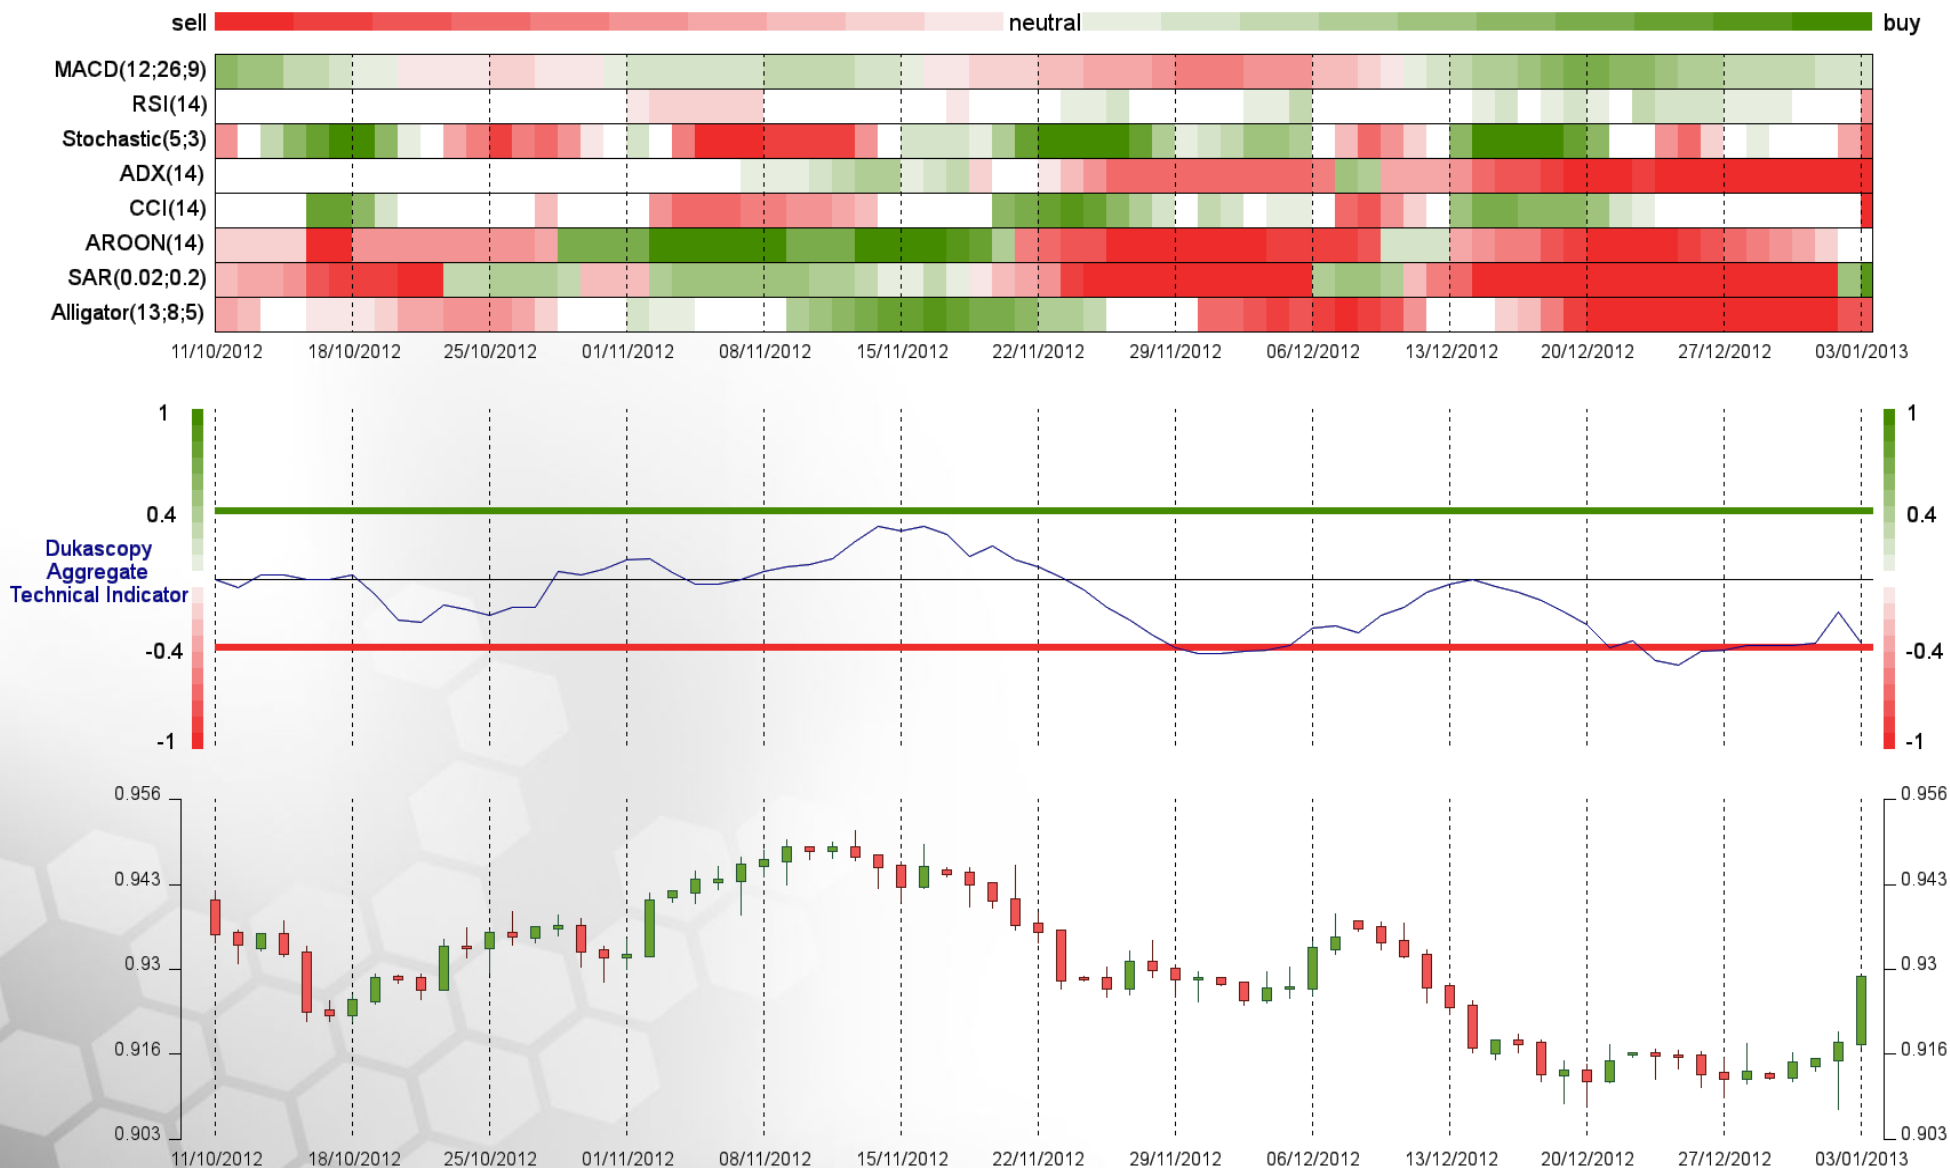 sell neutral buy
MACD(12;26;9)
RSI(14)
Stochastic(5;3)
ADX(14)
CCI(14)
AROON(14)
SAR(0.02;0.2)
Alligator(13;8;5)
11/10/2012 18/10/2012 25/10/2012 01/11/2012 08/11/2012 15/11/2012 22/11/2012 29/11/2012 06/12/2012 13/12/2012 20/12/2012 27/12/2012 03/01/2013
1 1
0.4 0.4
Dukascopy
Aggregate
Technical Indicator
-0.4 -0.4
-1 -1
0.956 0.956
0.943 0.943
0.93 0.93
0.916 0.916
0.903 0.903
11/10/2012 18/10/2012 25/10/2012 01/11/2012 08/11/2012 15/11/2012 22/11/2012 29/11/2012 06/12/2012 13/12/2012 20/12/2012 27/12/2012 03/01/2013